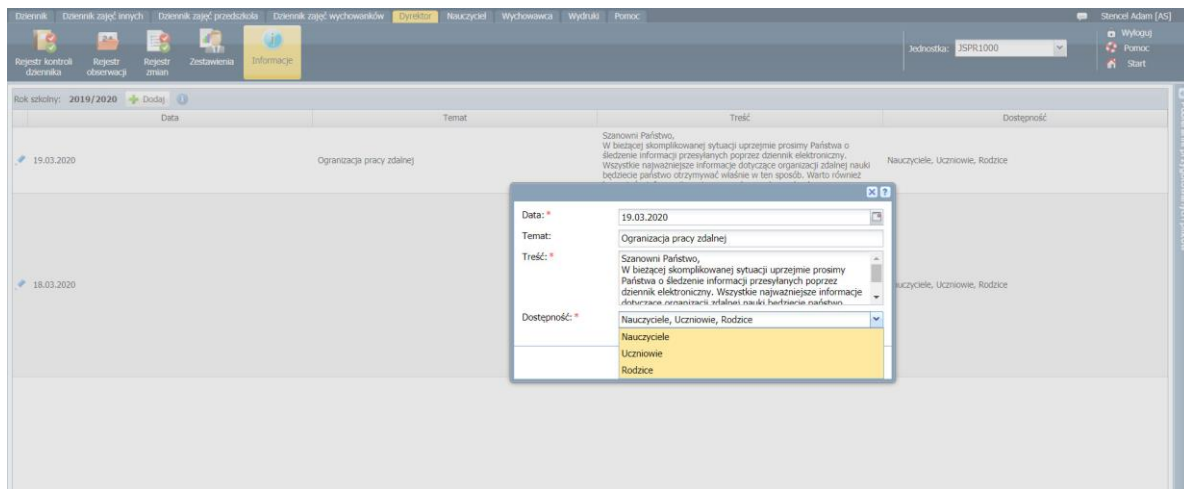 Dziennik Dziennik zajęć innych Dziennik zajęć przedszkola Dziennik zajęć wychowanków Dyrektor Nauczyciel Wychowawca Wydruki Pomoc Stencel Adam [AS]
Rejestr kontroli dziennika
Rejestr obserwacji
Rejestr zmian
Zestawienia
Informacje
Jednostka: JSPR1000
Wyloguj
Pomoc
Start
Rok szkolny: 2019/2020 Dodaj
Data Temat Treść Dostępność
19.03.2020 Ogranizacja pracy zdalnej
Szanowni Państwo,
W bieżącej skomplikowanej sytuacji uprzejmie prosimy Państwa o
śledzenie informacji przesyłanych poprzez dziennik elektroniczny.
Wszystkie najważniejsze informacje dotyczące organizacji zdalnej nauki
będziecie państwo otrzymywać właśnie w ten sposób. Warto również
Nauczyciele, Uczniowie, Rodzice
18.03.2020
Uczniowie, Rodzice
Data: * 19.03.2020
Temat: Ogranizacja pracy zdalnej
Treść: * Szanowni Państwo,
W bieżącej skomplikowanej sytuacji uprzejmie prosimy
Państwa o śledzenie informacji przesyłanych poprzez
dziennik elektroniczny. Wszystkie najważniejsze informacje
dotyczące organizacji zdalnej nauki będziecie państwo
Dostępność: * Nauczyciele, Uczniowie, Rodzice
Nauczyciele
Uczniowie
Rodzice